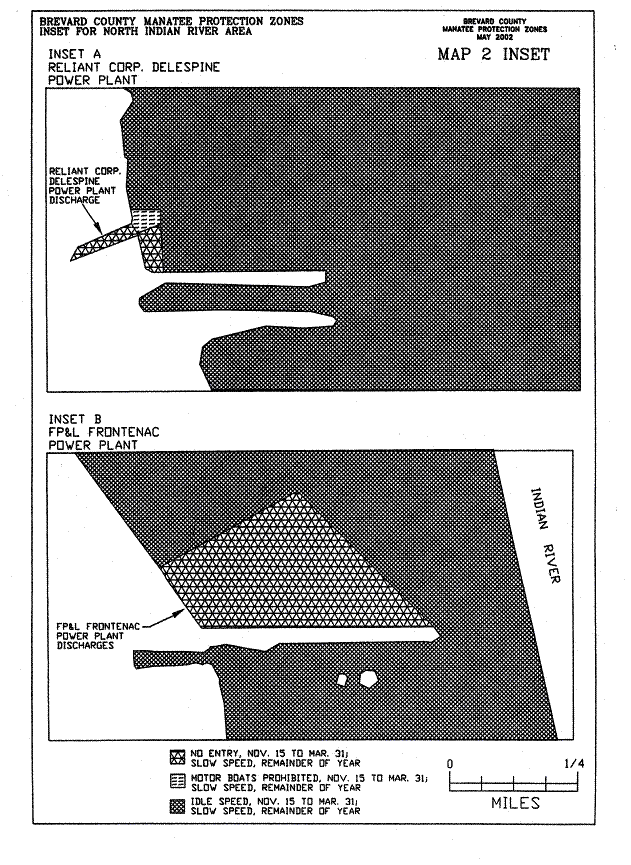 BREVARD COUNTY MANATEE PROTECTION ZONES
INSET FOR NORTH INDIAN RIVER AREA
BREVARD COUNTY
MANATEE PROTECTION ZONES
MAY 2002
MAP 2 INSET
INSET A
RELIANT CORP. DELESPINE
POWER PLANT
RELIANT CORP.
DELESPINE
POWER PLANT
DISCHARGE
INSET B
FP&L FRONTENAC
POWER PLANT
INDIAN RIVER
FP&L FRONTENAC
POWER PLANT
DISCHARGES
NO ENTRY, NOV. 15 TO MAR. 31;
SLOW SPEED, REMAINDER OF YEAR
MOTOR BOATS PROHIBITED, NOV. 15 TO MAR. 31;
SLOW SPEED, REMAINDER OF YEAR
IDLE SPEED, NOV. 15 TO MAR. 31;
SLOW SPEED, REMAINDER OF YEAR
0 1/4
MILES